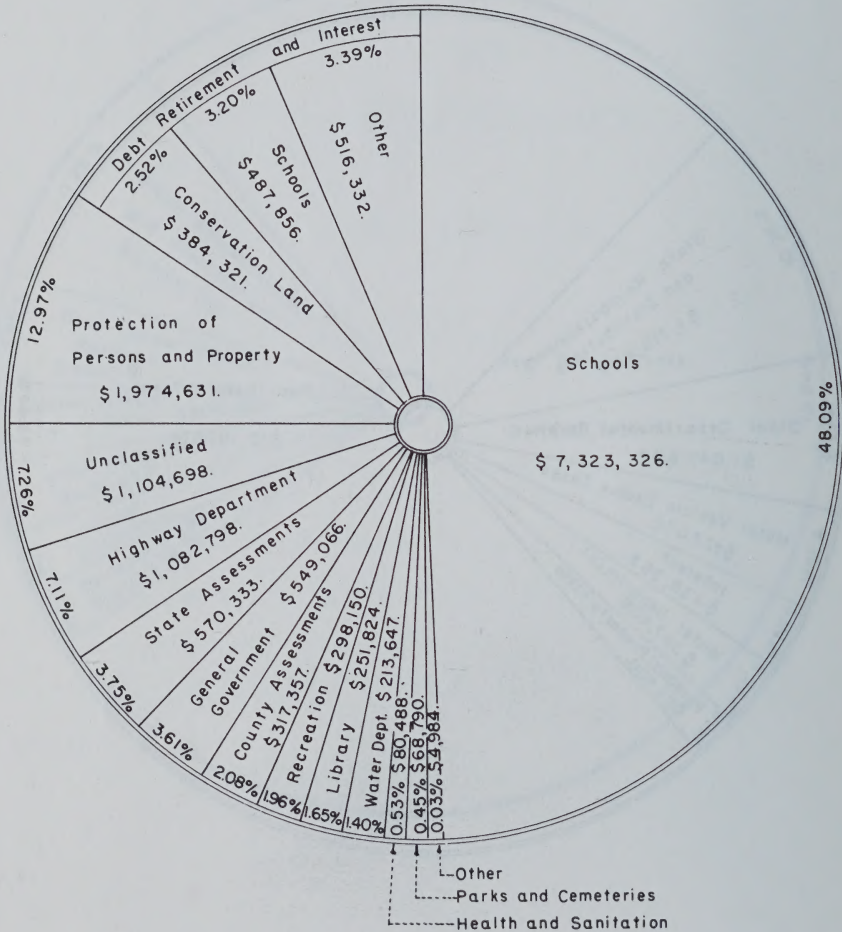 Debt Retirement and Interest
3.39%
Other
$516,332.
3.20%
Schools
$487,856.
2.52%
Conservation Land
$384,321.
12.97%
Protection of
Persons and Property
$1,974,631.
7.26%
Unclassified
$1,104,698.
7.11%
Highway Department
$1,082,798.
3.75%
State Assessments
$570,333.
3.61%
General
Government $549,066.
2.08%
County Assessments
$317,357.
1.96%
Recreation $298,150.
1.65%
Library $251,824.
1.40%
Water Dept. $213,647.
0.53% $80,488.
0.45% $68,790.
0.03% $4,984.
Schools
$7,323,326.
48.09%
Other
Parks and Cemeteries
Health and Sanitation